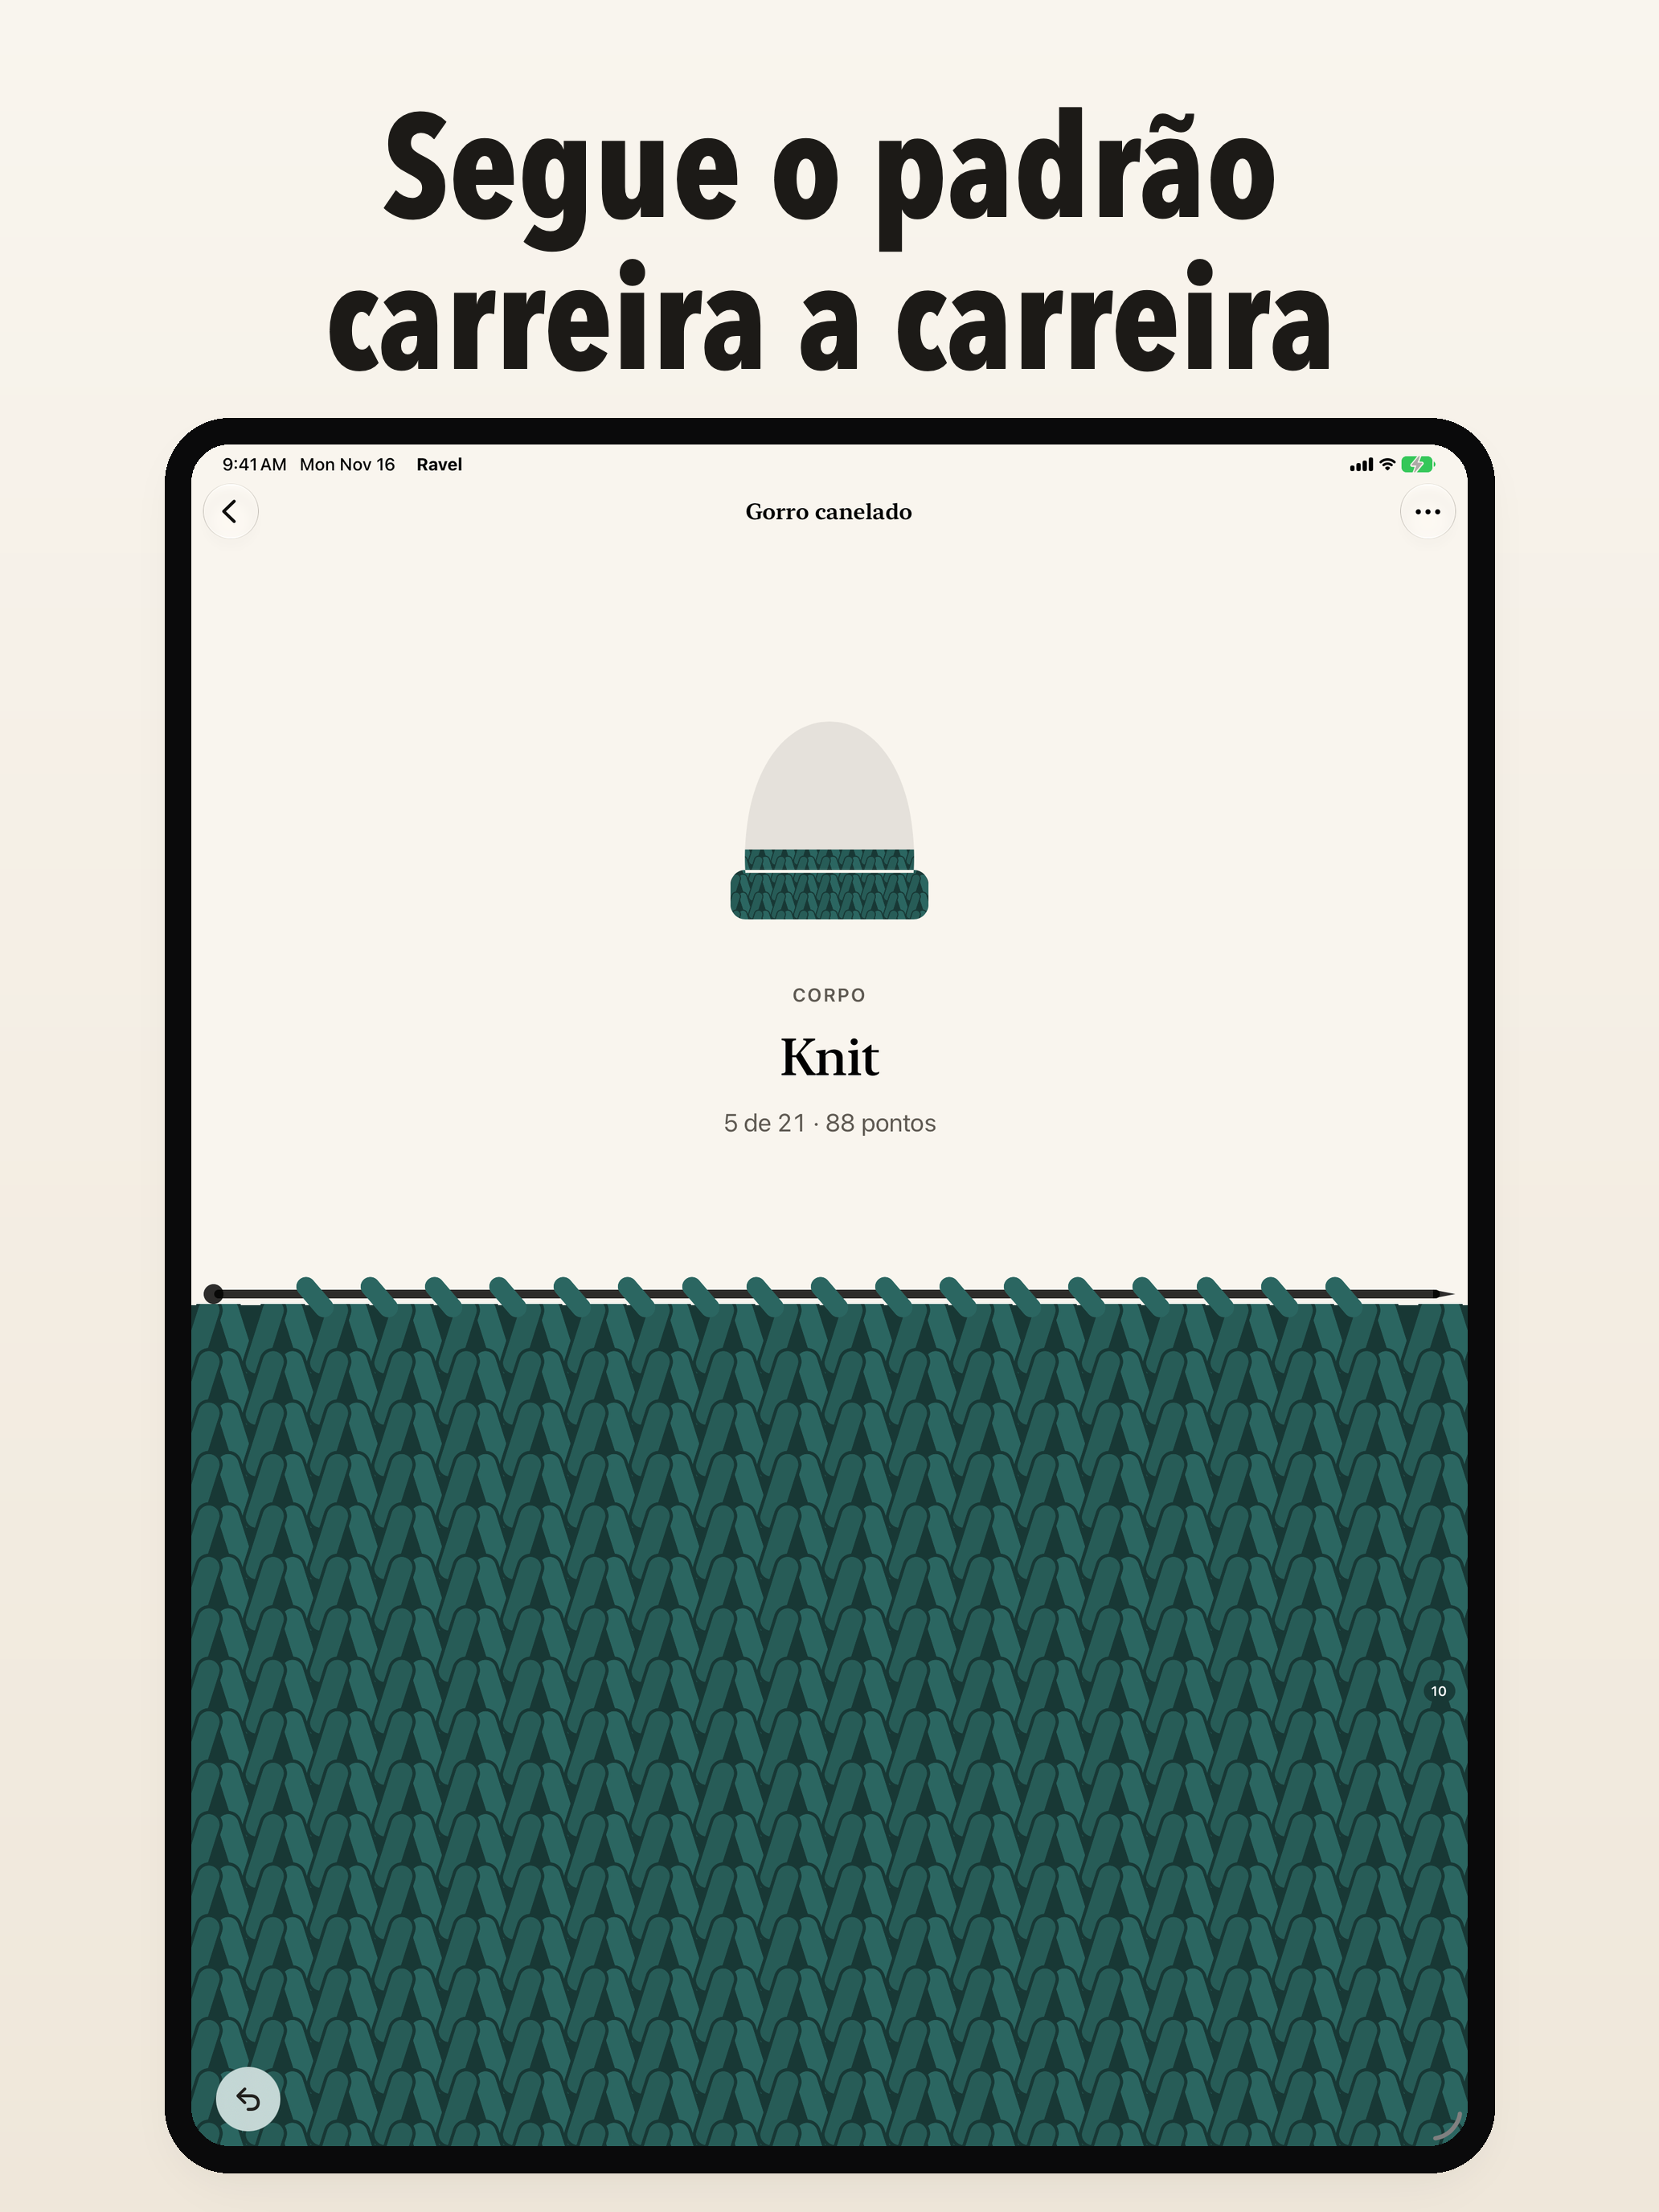 Segue o padrão
carreira a carreira
9:41 AM Mon Nov 16 Ravel
Gorro canelado
CORPO
Knit
5 de 21 · 88 pontos
10